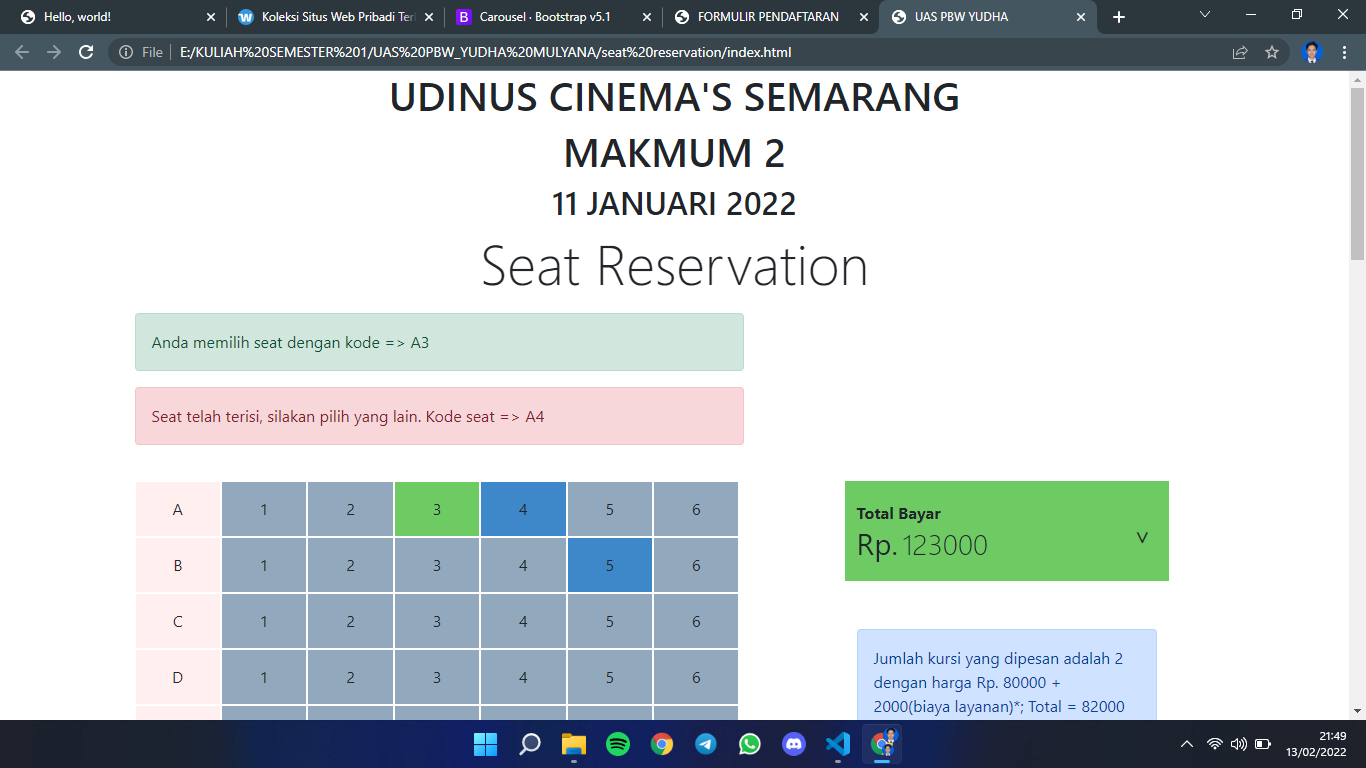 Hello, world!
Koleksi Situs Web Pribadi Ter
Carousel · Bootstrap v5.1
FORMULIR PENDAFTARAN
UAS PBW YUDHA
File
E:/KULIAH%20SEMESTER%201/UAS%20PBW_YUDHA%20MULYANA/seat%20reservation/index.html
UDINUS CINEMA'S SEMARANG
MAKMUM 2
11 JANUARI 2022
Seat Reservation
Anda memilih seat dengan kode => A3
Seat telah terisi, silakan pilih yang lain. Kode seat => A4
A 1 2 3 4 5 6
B 1 2 3 4 5 6
C 1 2 3 4 5 6
D 1 2 3 4 5 6
Total Bayar
Rp. 123000
V
Jumlah kursi yang dipesan adalah 2
dengan harga Rp. 80000 +
2000(biaya layanan)*; Total = 82000
21:49
13/02/2022